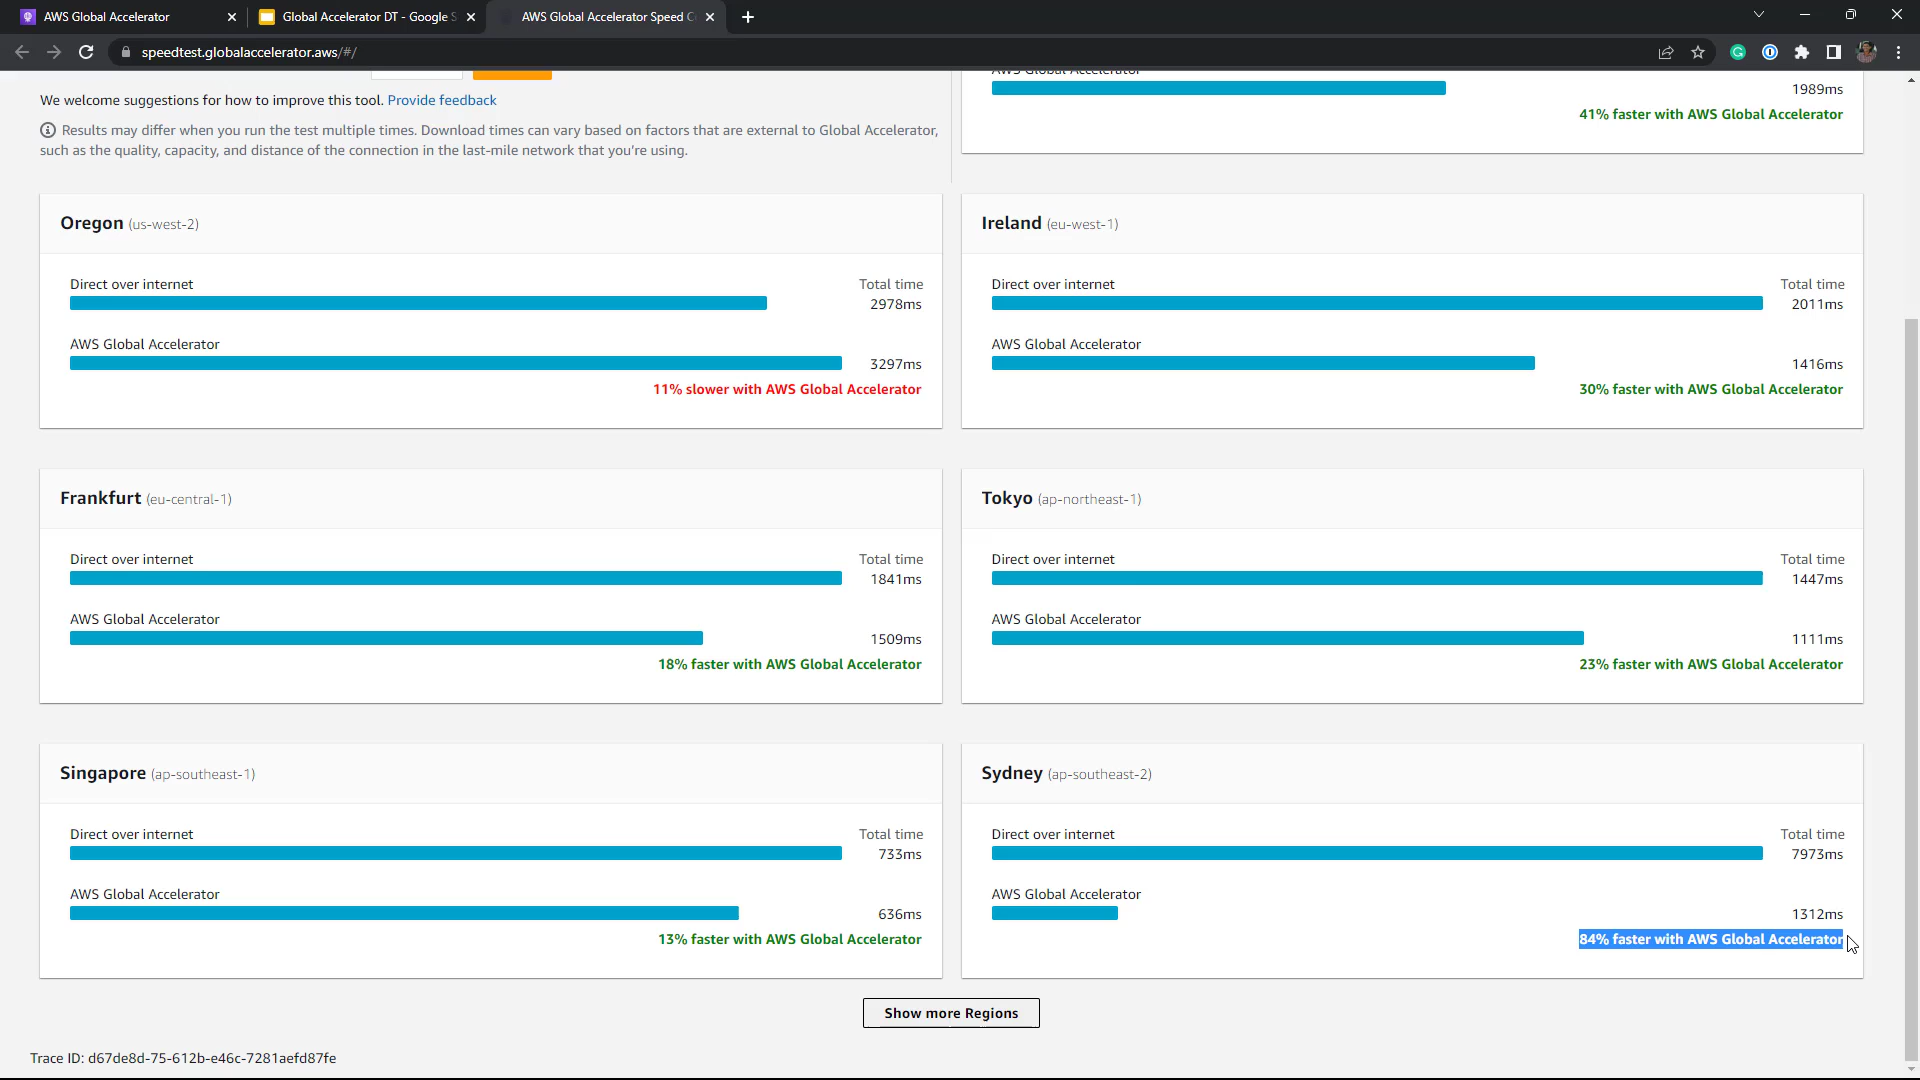 AWS Global Accelerator
Global Accelerator DT - Google S
AWS Global Accelerator Speed C
speedtest.globalaccelerator.aws/#/
We welcome suggestions for how to improve this tool. Provide feedback
Results may differ when you run the test multiple times. Download times can vary based on factors that are external to Global Accelerator,
such as the quality, capacity, and distance of the connection in the last-mile network that you're using.
AWS Global Accelerator
1989ms
41% faster with AWS Global Accelerator
Oregon (us-west-2)
Direct over internet
Total time
2978ms
AWS Global Accelerator
3297ms
11% slower with AWS Global Accelerator
Ireland (eu-west-1)
Direct over internet
Total time
2011ms
AWS Global Accelerator
1416ms
30% faster with AWS Global Accelerator
Frankfurt (eu-central-1)
Direct over internet
Total time
1841ms
AWS Global Accelerator
1509ms
18% faster with AWS Global Accelerator
Tokyo (ap-northeast-1)
Direct over internet
Total time
1447ms
AWS Global Accelerator
1111ms
23% faster with AWS Global Accelerator
Singapore (ap-southeast-1)
Direct over internet
Total time
733ms
AWS Global Accelerator
636ms
13% faster with AWS Global Accelerator
Sydney (ap-southeast-2)
Direct over internet
Total time
7973ms
AWS Global Accelerator
1312ms
84% faster with AWS Global Accelerator
Show more Regions
Trace ID: d67de8d-75-612b-e46c-7281aefd87fe